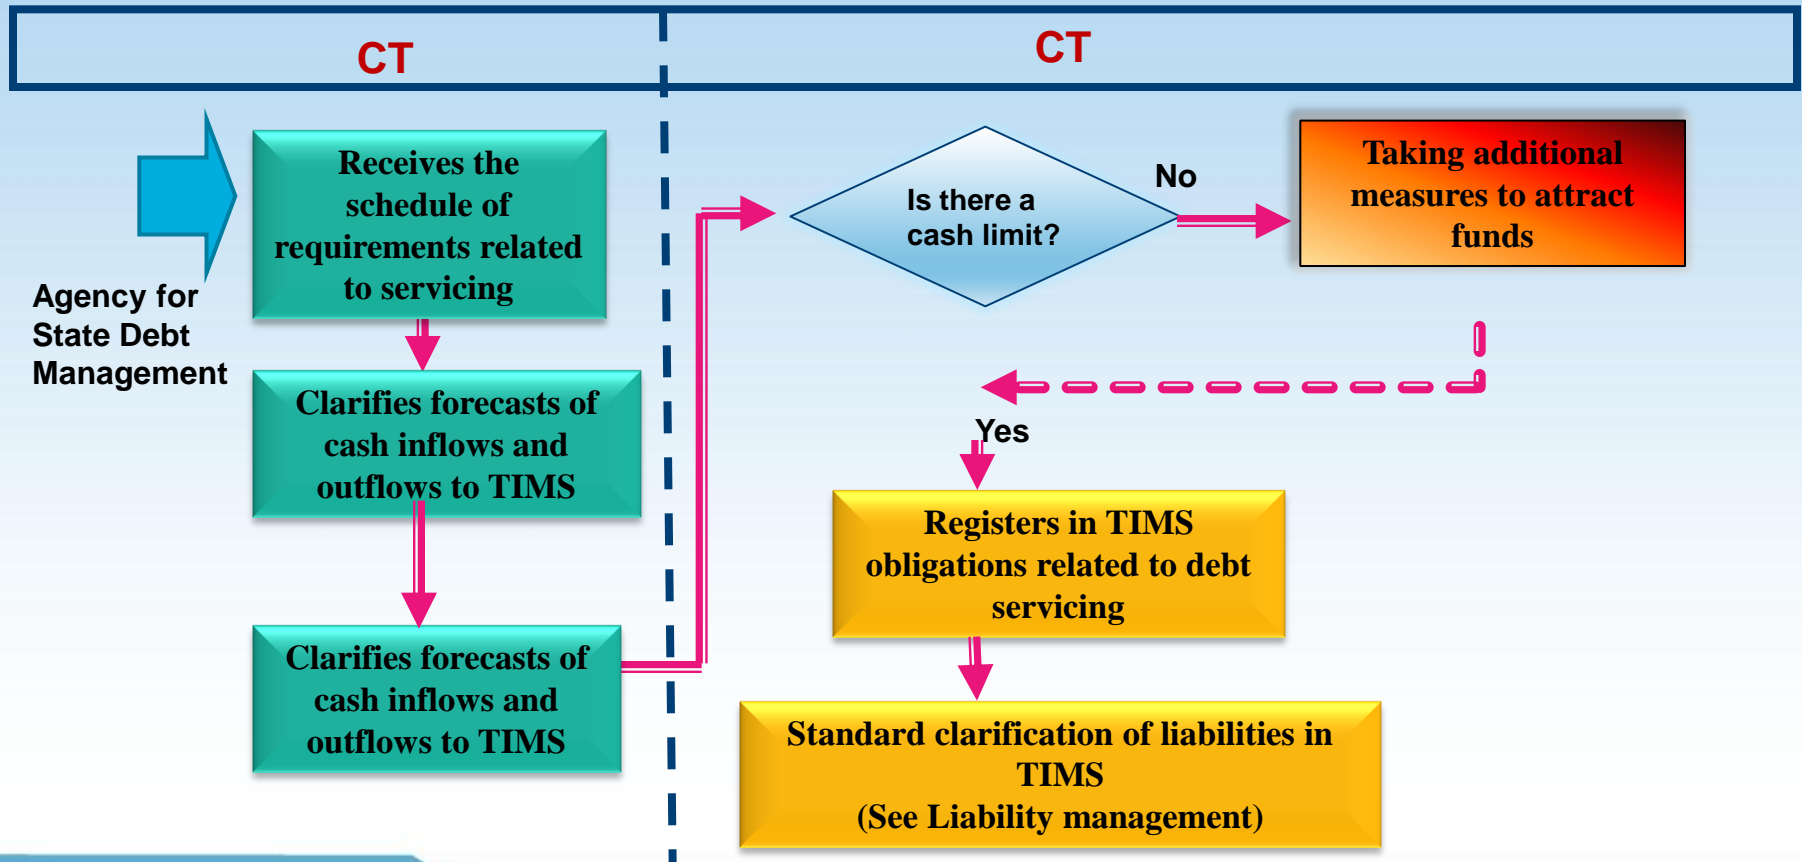 CT
CT
Agency for
State Debt
Management
Receives the
schedule of
requirements related
to servicing
Clarifies forecasts of
cash inflows and
outflows to TIMS
Clarifies forecasts of
cash inflows and
outflows to TIMS
Is there a
cash limit?
No
Taking additional
measures to attract
funds
Yes
Registers in TIMS
obligations related to debt
servicing
Standard clarification of liabilities in
TIMS
(See Liability management)